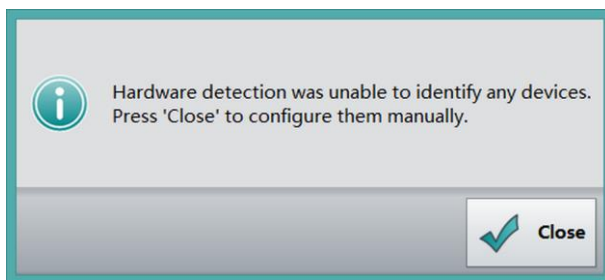 Hardware detection was unable to identify any devices.
Press 'Close' to configure them manually.
Close